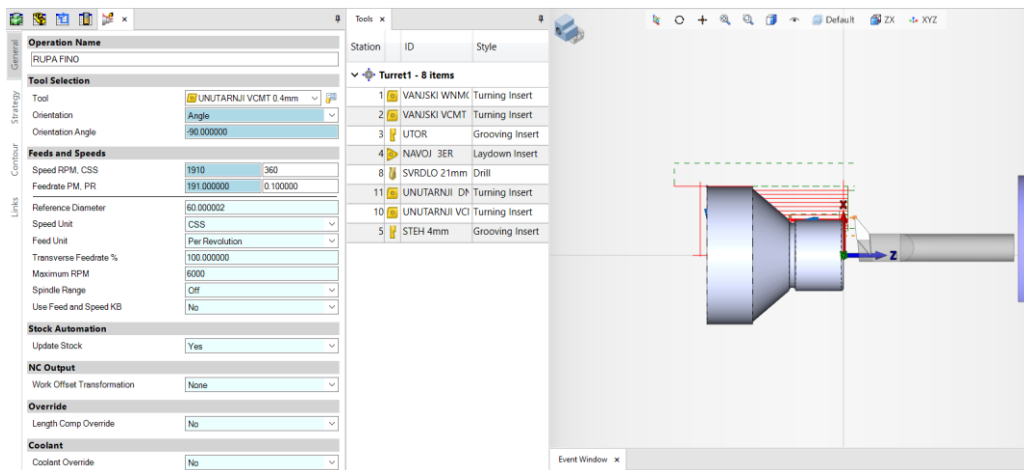 General
Strategy
Contour
Links
Operation Name
RUPA FINO
Tool Selection
Tool UNUTARNJI VCMT 0.4mm
Orientation Angle
Orientation Angle -90.000000
Feeds and Speeds
Speed RPM, CSS 1910 360
Feedrate PM, PR 191.000000 0.100000
Reference Diameter 60.000002
Speed Unit CSS
Feed Unit Per Revolution
Transverse Feedrate % 100.000000
Maximum RPM 6000
Spindle Range Off
Use Feed and Speed KB No
Stock Automation
Update Stock Yes
NC Output
Work Offset Transformation None
Override
Length Comp Override No
Coolant
Coolant Override No
Tools
Station ID Style
Turret1 - 8 items
1 VANJSKI WNMG Turning Insert
2 VANJSKI VCMT Turning Insert
3 UTOR Grooving Insert
4 NAVOJ 3ER Laydown Insert
8 SVRDLO 21mm Drill
11 UNUTARNJI DN Turning Insert
10 UNUTARNJI VCI Turning Insert
5 STEH 4mm Grooving Insert
Default ZX XYZ
X
Z
Event Window